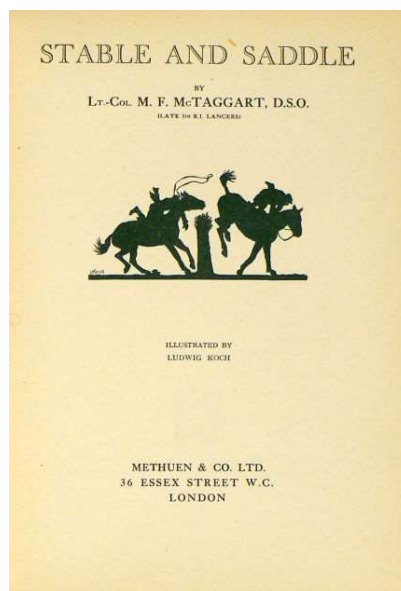 STABLE AND SADDLE
BY
LT.-COL. M. F. McTAGGART, D.S.O.
(LATE 5TH R.I. LANCERS)
ILLUSTRATED BY
LUDWIG KOCH
METHUEN & CO. LTD.
36 ESSEX STREET W.C.
LONDON